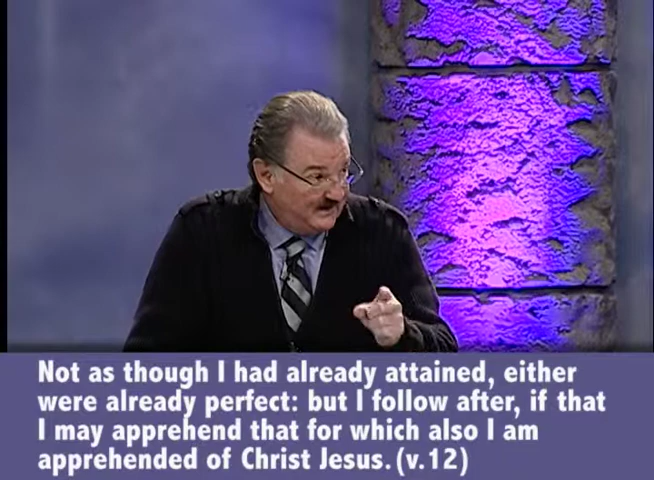 Not as though I had already attained, either
were already perfect: but I follow after, if that
I may apprehend that for which also I am
apprehended of Christ Jesus. (v.12)